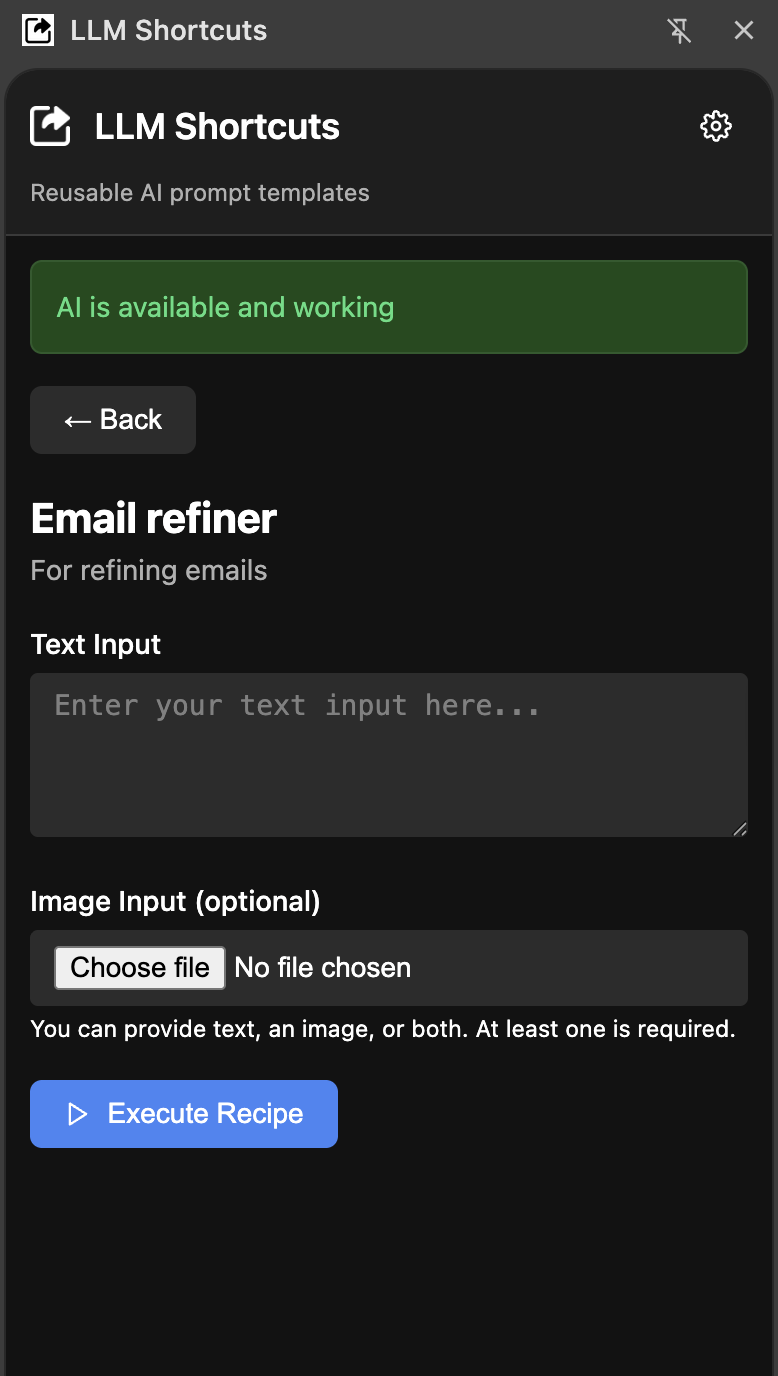 LLM Shortcuts
LLM Shortcuts
Reusable AI prompt templates
AI is available and working
← Back
Email refiner
For refining emails
Text Input
Enter your text input here...
Image Input (optional)
Choose file No file chosen
You can provide text, an image, or both. At least one is required.
Execute Recipe